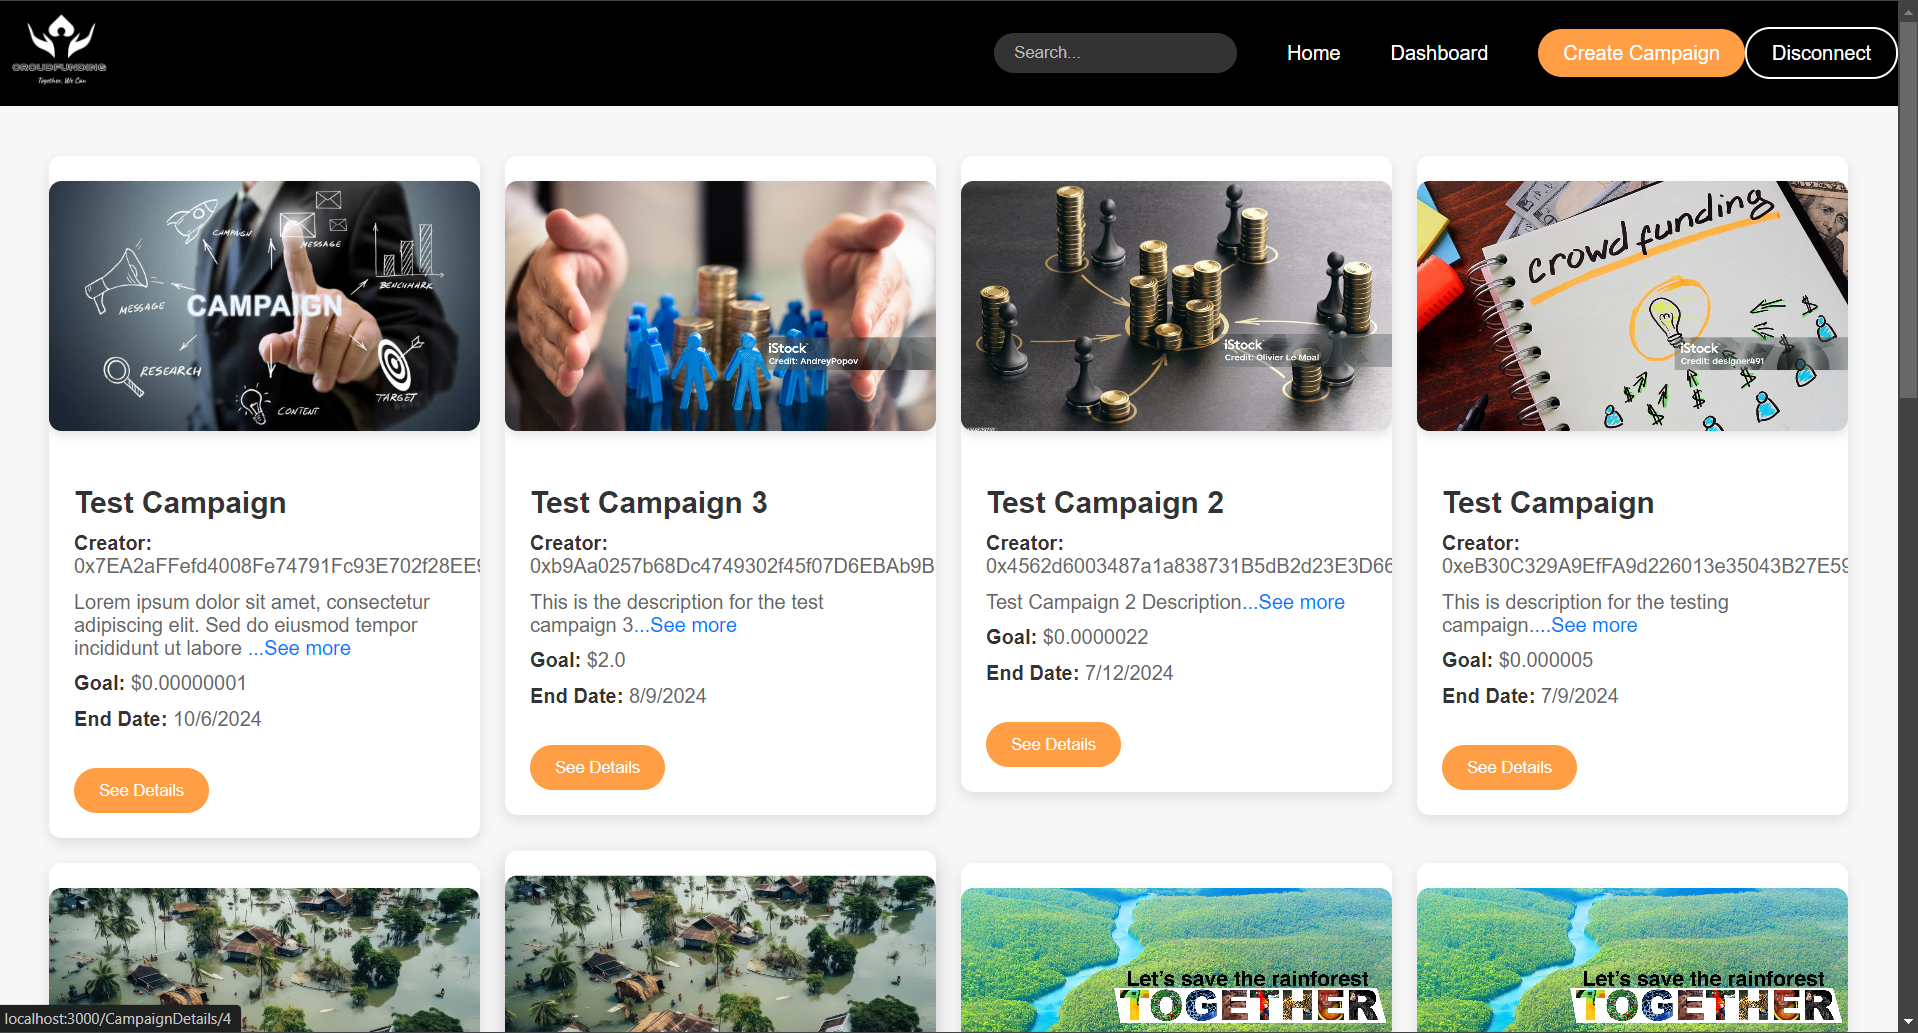 CROUDFUNDING
Together, We Can
Search...
Home
Dashboard
Create Campaign
Disconnect
CAMPAIGN
MESSAGE
BENCHMARK
MESSAGE
CAMPAIGN
RESEARCH
CONTENT
TARGET
iStock
Credit: AndreyPopov
iStock
Credit: Olivier Le Moal
crowdfunding
iStock
Credit: designer491
Test Campaign
Creator:
0x7EA2aFFefd4008Fe74791Fc93E702f28EE9
Lorem ipsum dolor sit amet, consectetur
adipiscing elit. Sed do eiusmod tempor
incididunt ut labore ...See more
Goal: $0.00000001
End Date: 10/6/2024
See Details
Test Campaign 3
Creator:
0xb9Aa0257b68Dc4749302f45f07D6EBAb9B
This is the description for the test
campaign 3...See more
Goal: $2.0
End Date: 8/9/2024
See Details
Test Campaign 2
Creator:
0x4562d6003487a1a838731B5dB2d23E3D66
Test Campaign 2 Description...See more
Goal: $0.0000022
End Date: 7/12/2024
See Details
Test Campaign
Creator:
0xeB30C329A9EfFA9d226013e35043B27E59
This is description for the testing
campaign....See more
Goal: $0.000005
End Date: 7/9/2024
See Details
Let's save the rainforest
TOGETHER
Let's save the rainforest
TOGETHER
localhost:3000/CampaignDetails/4